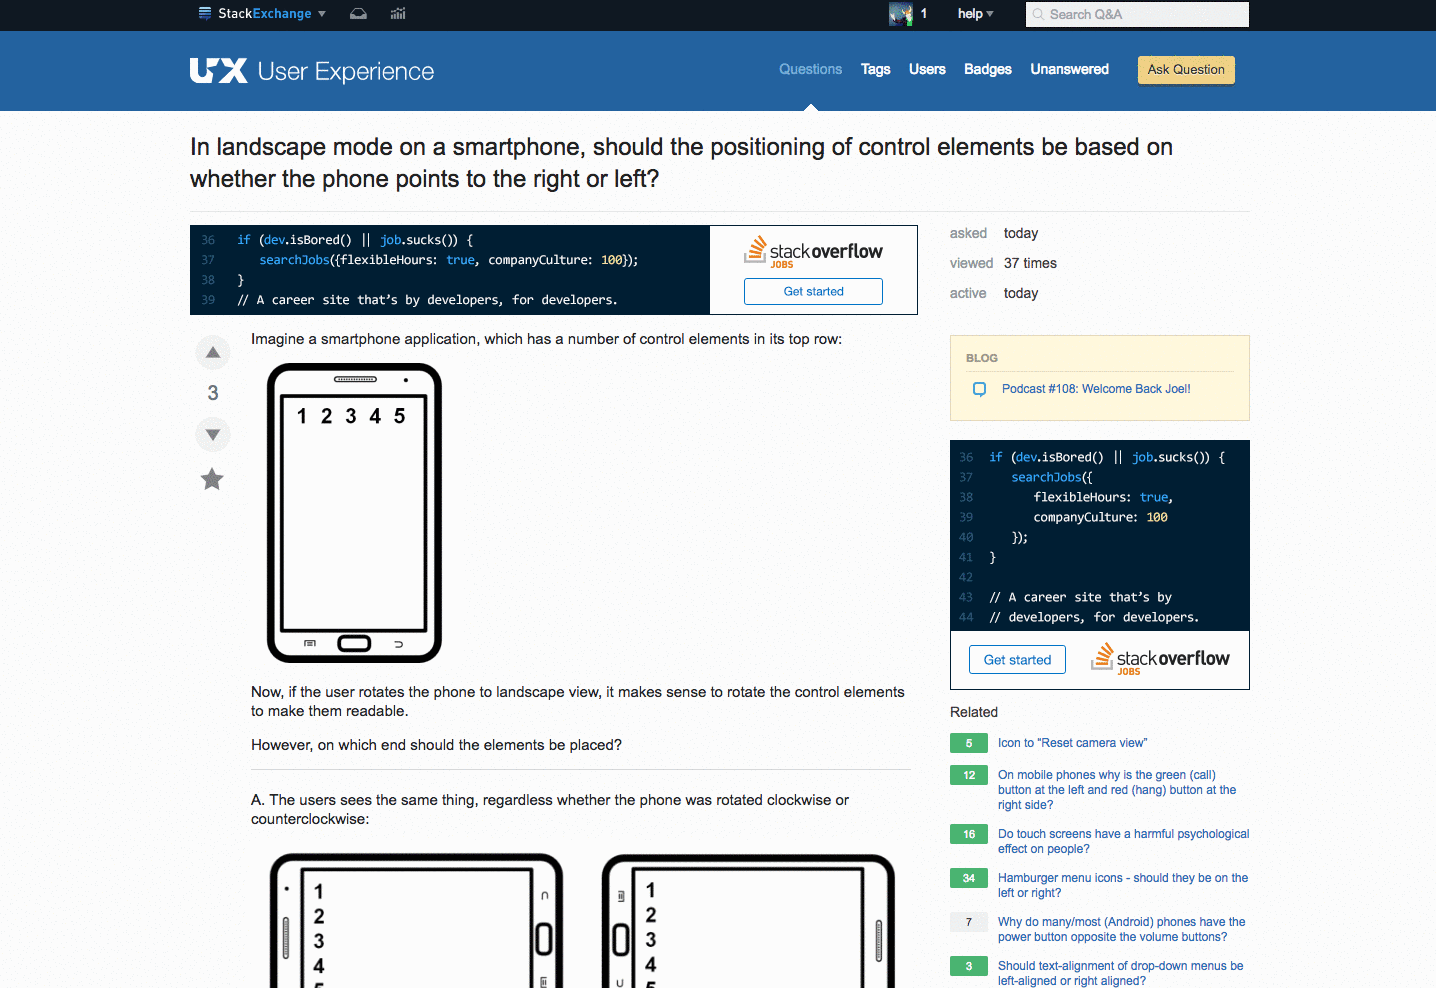 StackExchange
1
help
Search Q&A
UX User Experience
Questions Tags Users Badges Unanswered Ask Question
In landscape mode on a smartphone, should the positioning of control elements be based on
whether the phone points to the right or left?
36 if (dev.isBored() || job.sucks()) {
37 searchJobs({flexibleHours: true, companyCulture: 100});
38 }
39 // A career site that's by developers, for developers.
stackoverflow
JOBS
Get started
asked today
viewed 37 times
active today
3
Imagine a smartphone application, which has a number of control elements in its top row:
1 2 3 4 5
Now, if the user rotates the phone to landscape view, it makes sense to rotate the control elements
to make them readable.
However, on which end should the elements be placed?
A. The users sees the same thing, regardless whether the phone was rotated clockwise or
counterclockwise:
1
2
3
4
5
1
2
3
4
5
BLOG
Podcast #108: Welcome Back Joel!
36 if (dev.isBored() || job.sucks()) {
37 searchJobs({
38 flexibleHours: true,
39 companyCulture: 100
40 });
41 }
42
43 // A career site that's by
44 // developers, for developers.
Get started
stackoverflow
JOBS
Related
5 Icon to “Reset camera view”
12 On mobile phones why is the green (call)
button at the left and red (hang) button at the
right side?
16 Do touch screens have a harmful psychological
effect on people?
34 Hamburger menu icons - should they be on the
left or right?
7 Why do many/most (Android) phones have the
power button opposite the volume buttons?
3 Should text-alignment of drop-down menus be
left-aligned or right aligned?